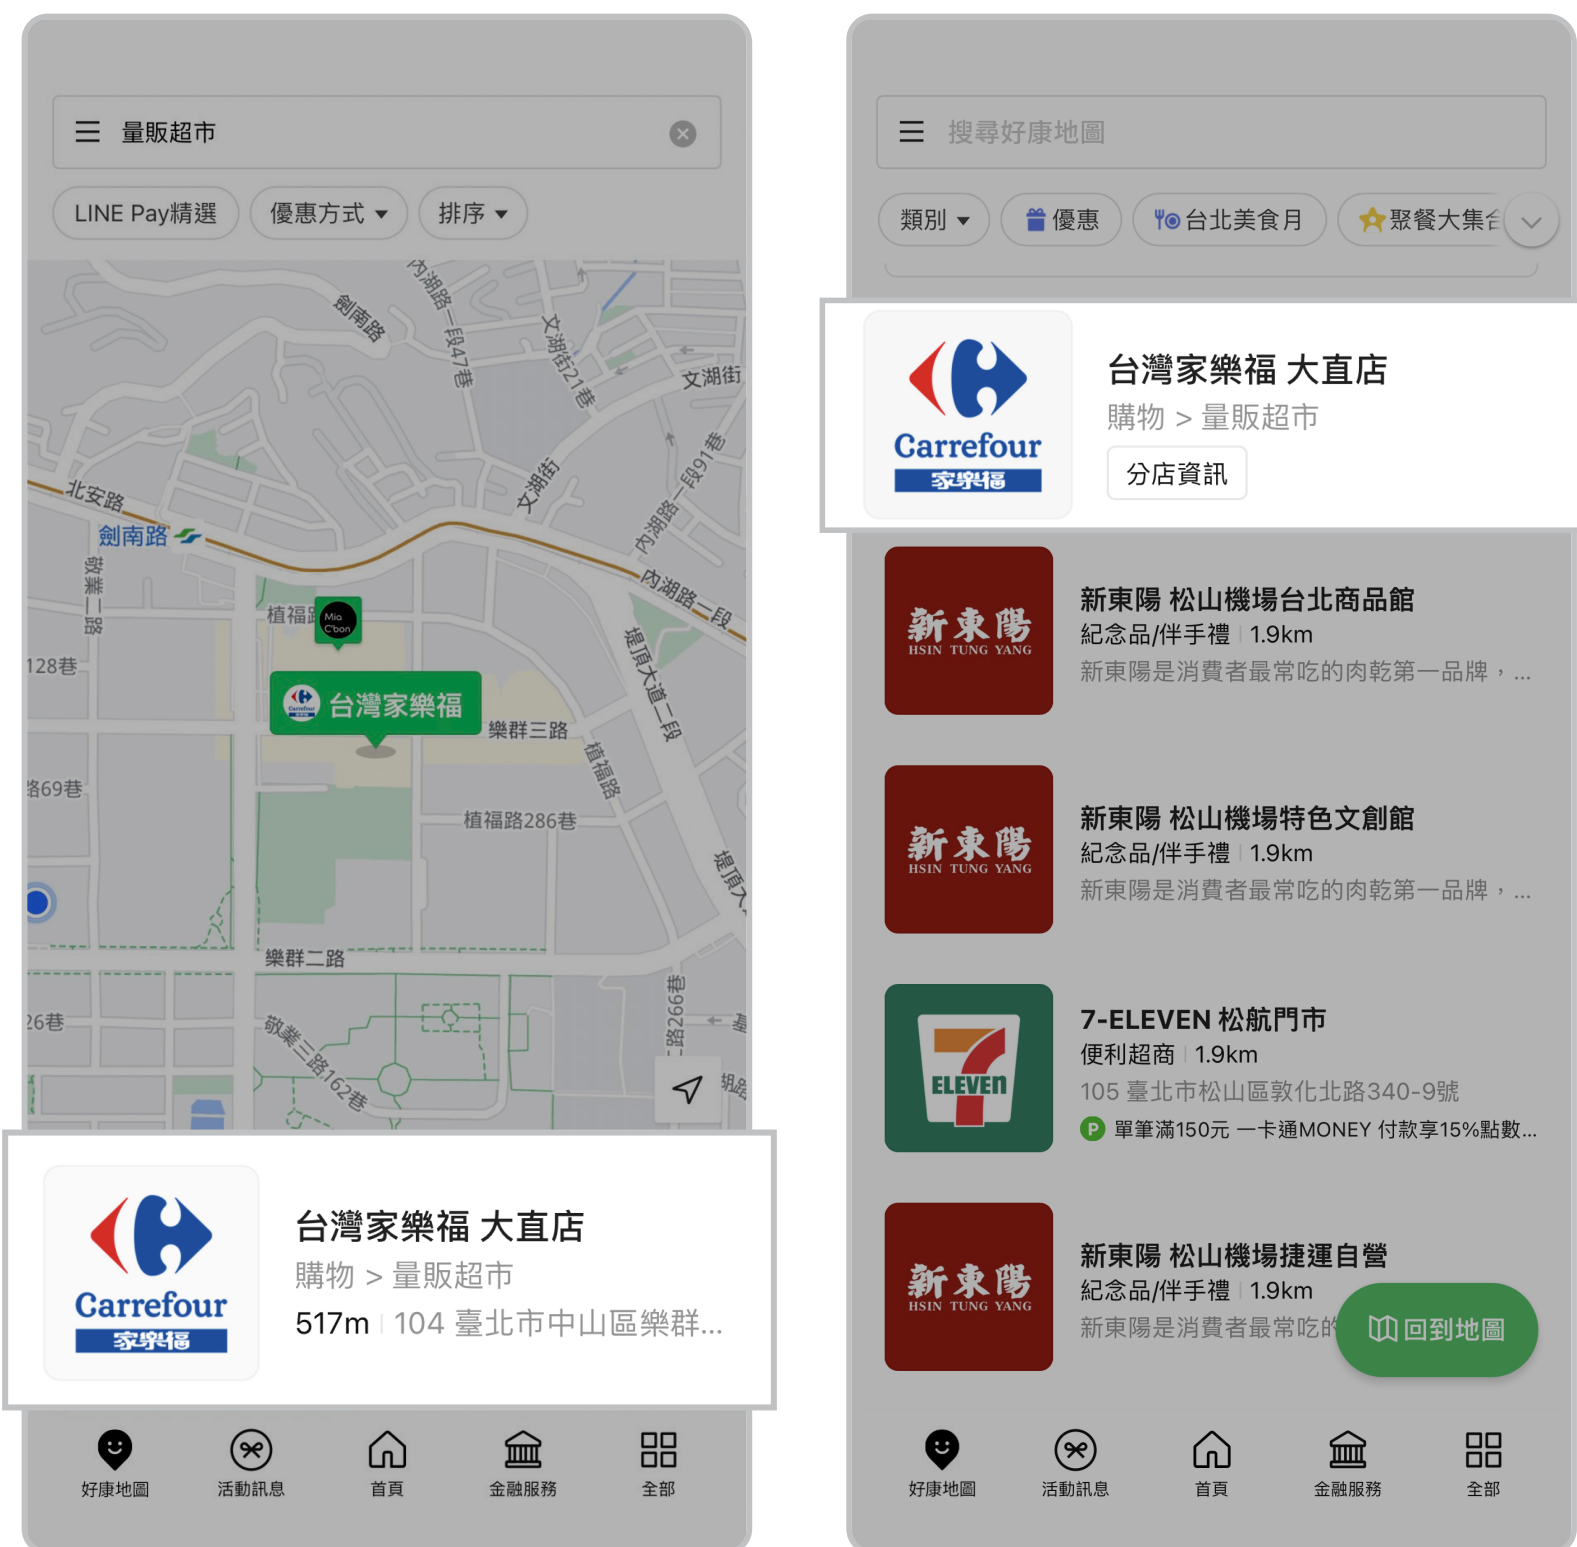 量販超市
LINE Pay精選
優惠方式
排序
內湖路一段47巷
劍南路
文湖街21巷
文湖街
內湖路一段91巷
文湖街
北安路
劍南路
敬業二路
內湖路一段
植福
Mia C'bon
堤頂大道二段
128巷
Carrefour
台灣家樂福
樂群三路
植福路
路69巷
植福路286巷
堤頂大
樂群二路
二路266巷
26巷
敬業三路162巷
Carrefour
家樂福
台灣家樂福 大直店
購物 > 量販超市
517m
104 臺北市中山區樂群...
好康地圖
活動訊息
首頁
金融服務
全部
搜尋好康地圖
類別
優惠
台北美食月
聚餐大集合
Carrefour
家樂福
台灣家樂福 大直店
購物 > 量販超市
分店資訊
新東陽
HSIN TUNG YANG
新東陽 松山機場台北商品館
紀念品/伴手禮 1.9km
新東陽是消費者最常吃的肉乾第一品牌，...
新東陽
HSIN TUNG YANG
新東陽 松山機場特色文創館
紀念品/伴手禮 1.9km
新東陽是消費者最常吃的肉乾第一品牌，...
7
ELEVEn
7-ELEVEN 松航門市
便利超商 1.9km
105 臺北市松山區敦化北路340-9號
P 單筆滿150元 一卡通MONEY 付款享15%點數...
新東陽
HSIN TUNG YANG
新東陽 松山機場捷運自營
紀念品/伴手禮 1.9km
新東陽是消費者最常吃的
回到地圖
好康地圖
活動訊息
首頁
金融服務
全部